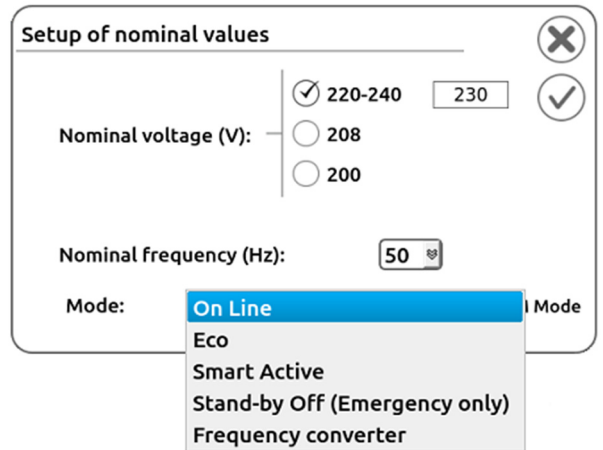 Setup of nominal values
220-240 230
Nominal voltage (V): 208
200
Nominal frequency (Hz): 50
Mode: On Line Mode
Eco
Smart Active
Stand-by Off (Emergency only)
Frequency converter